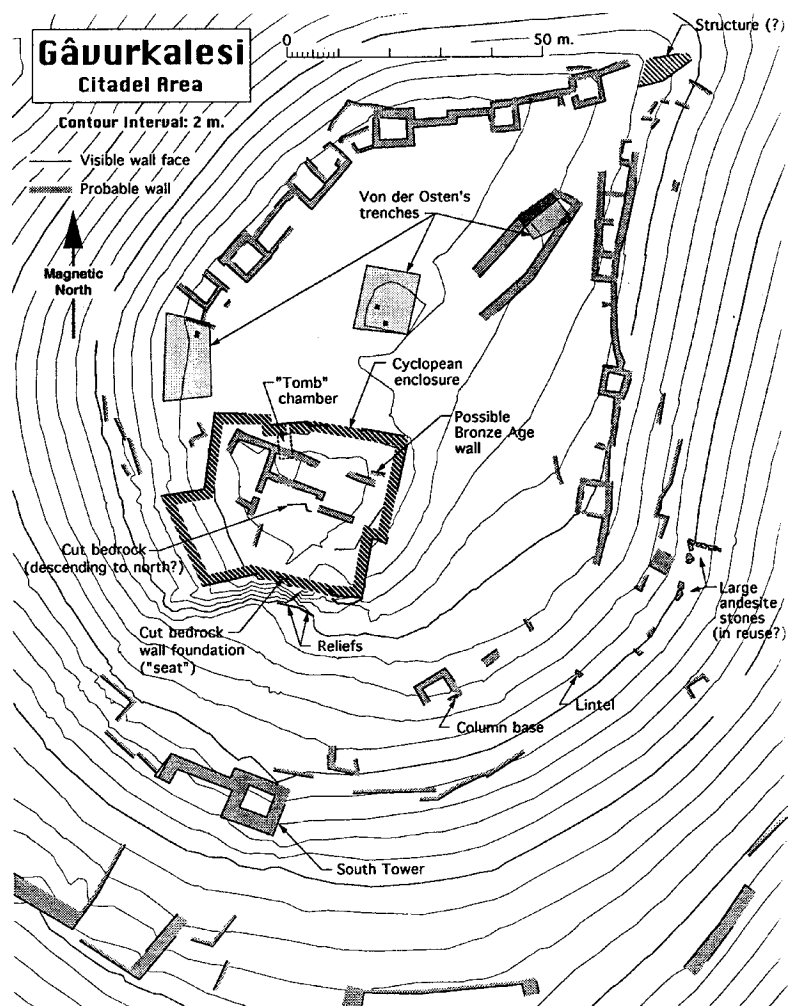 Gâvurkalesi
Citadel Area
0 50 m.
Structure (?)
Contour Interval: 2 m.
Visible wall face
Probable wall
Magnetic
North
Von der Osten's
trenches
"Tomb"
chamber
Cyclopean
enclosure
Possible
Bronze Age
wall
Cut bedrock
(descending to north?)
Large
andesite
stones
(in reuse?)
Cut bedrock
wall foundation
("seat")
Reliefs
Lintel
Column base
South Tower